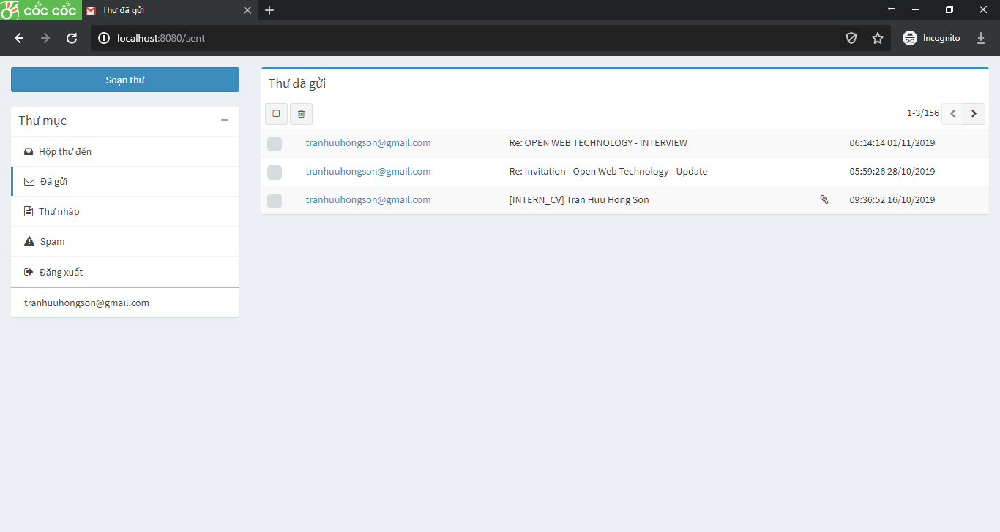 cốc cốc
Thư đã gửi
localhost:8080/sent
Incognito
Soạn thư
Thư mục
Hộp thư đến
Đã gửi
Thư nháp
Spam
Đăng xuất
tranhuuhongson@gmail.com
Thư đã gửi
1-3/156
tranhuuhongson@gmail.com Re: OPEN WEB TECHNOLOGY - INTERVIEW 06:14:14 01/11/2019
tranhuuhongson@gmail.com Re: Invitation - Open Web Technology - Update 05:59:26 28/10/2019
tranhuuhongson@gmail.com [INTERN_CV] Tran Huu Hong Son 09:36:52 16/10/2019